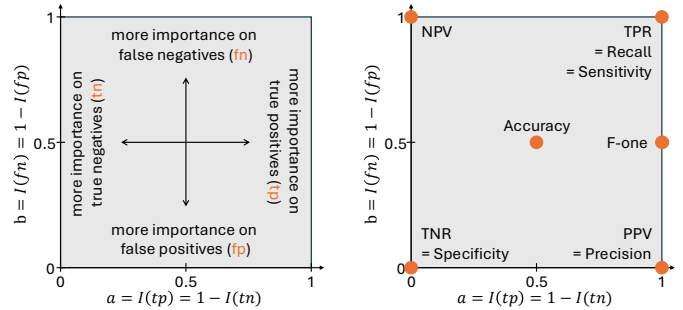 1
more importance on
false negatives (fn)
more importance on
true negatives (tn)
more importance on
true positives (tp)
0.5
b = I(fn) = 1 − I(fp)
more importance on
false positives (fp)
0
0
0.5
1
a = I(tp) = 1 − I(tn)
1
NPV
TPR
= Recall
= Sensitivity
Accuracy
0.5
F-one
b = I(fn) = 1 − I(fp)
TNR
= Specificity
PPV
= Precision
0
0
0.5
1
a = I(tp) = 1 − I(tn)